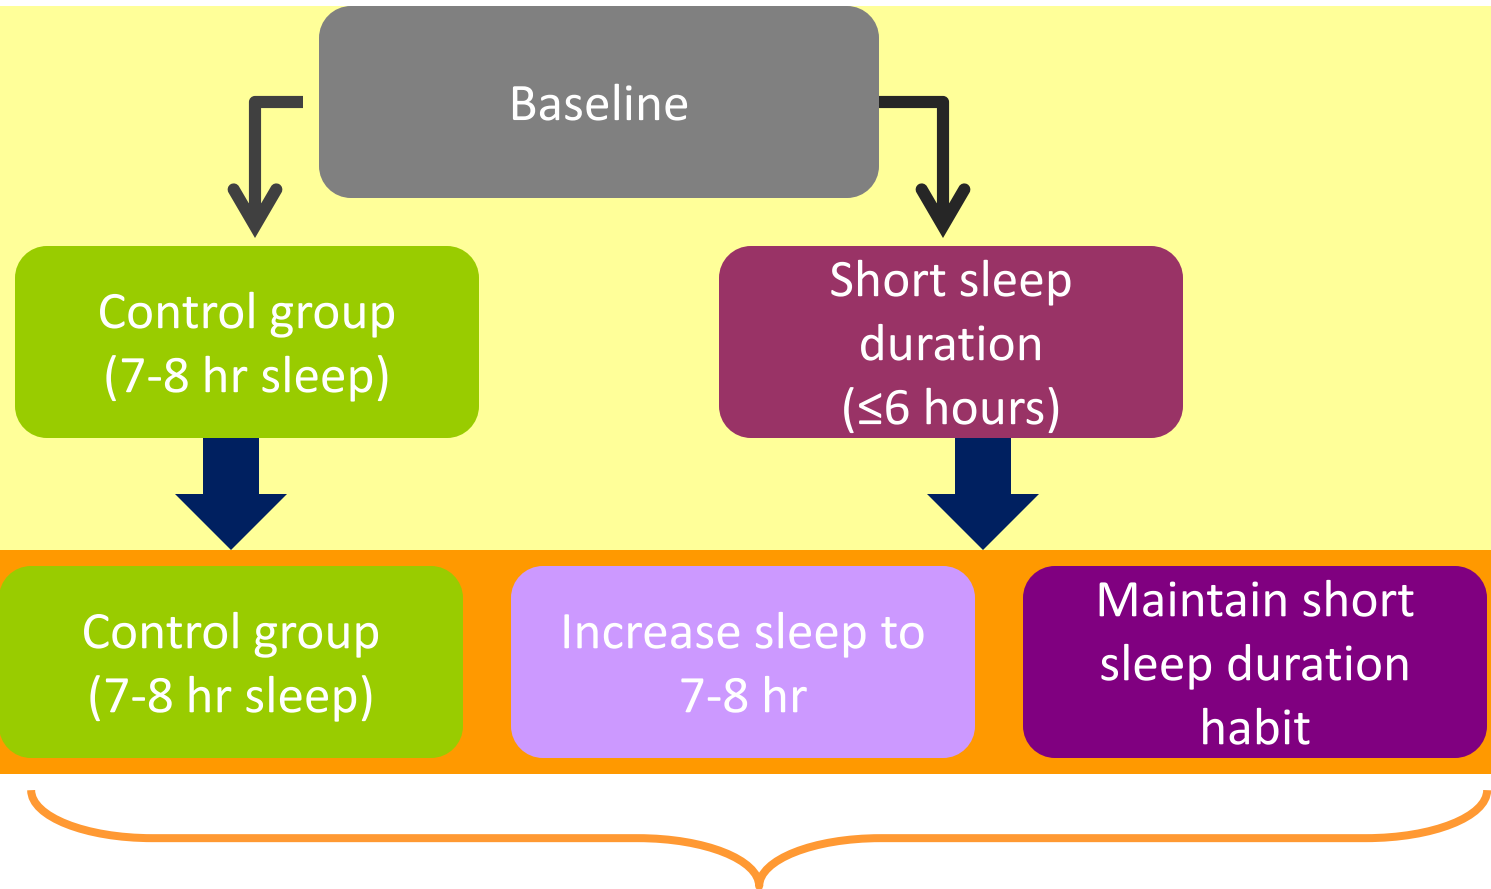 Baseline
Control group
(7-8 hr sleep)
Short sleep
duration
(≤6 hours)
Control group
(7-8 hr sleep)
Increase sleep to
7-8 hr
Maintain short
sleep duration
habit